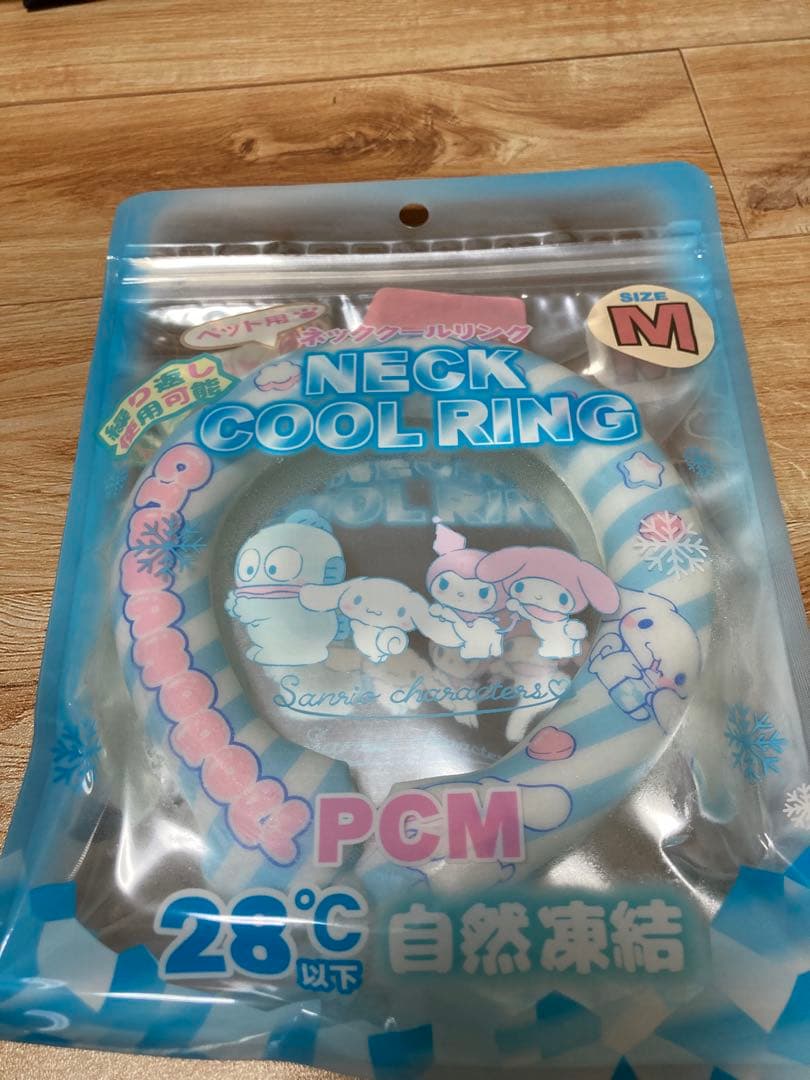 ペット用
SIZE
M
ネッククールリング
繰り返し
使用可能
NECK
COOL RING
CINNAMOROLL
Sanrio characters♡
PCM
28℃
以下
自然凍結